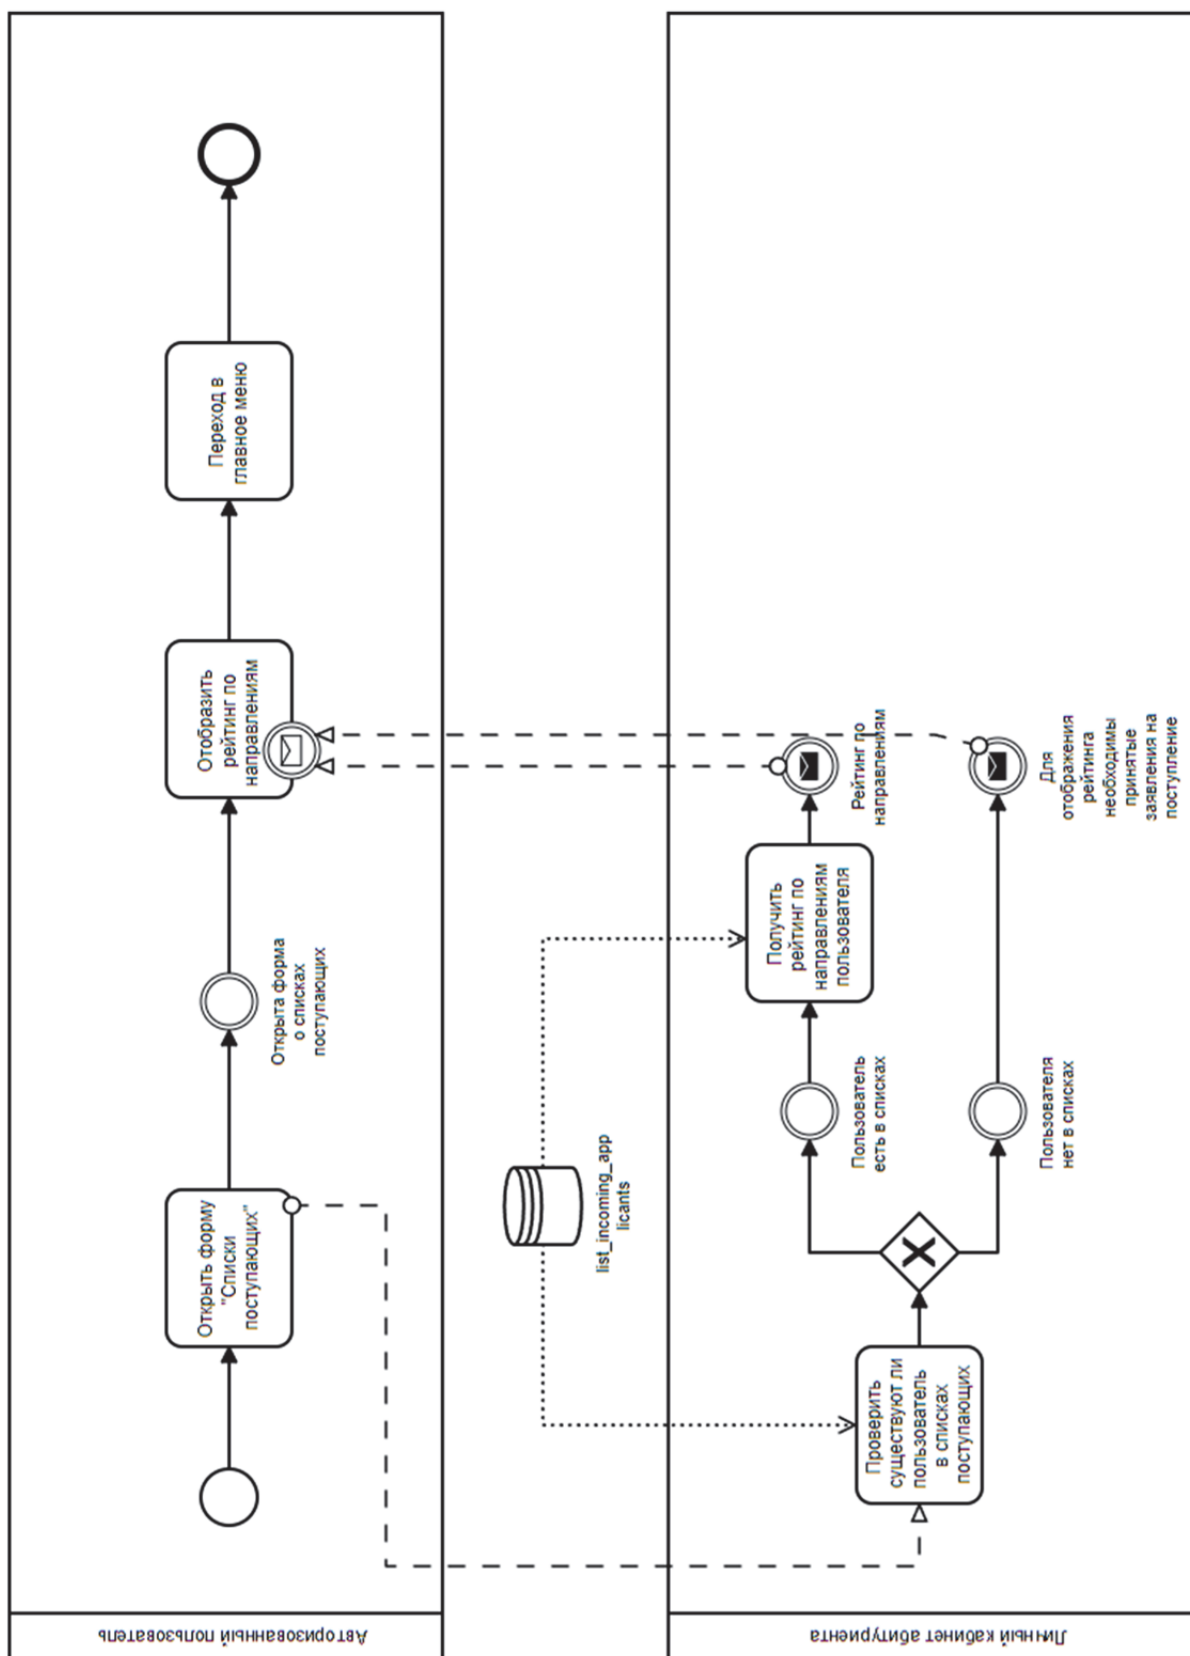 Авторизованный пользователь
Открыть форму
"Списки
поступающих"
Открыта форма
о списках
поступающих
Отобразить
рейтинг по
направлениям
Переход в
главное меню
list_incoming_app
licants
Личный кабинет абитуриента
Проверить
существуют ли
пользователь
в списках
поступающих
Пользователь
есть в списках
Получить
рейтинг по
направлениям
пользователя
Рейтинг по
направлениям
Пользователя
нет в списках
Для
отображения
рейтинга
необходимы
принятые
заявления на
поступление